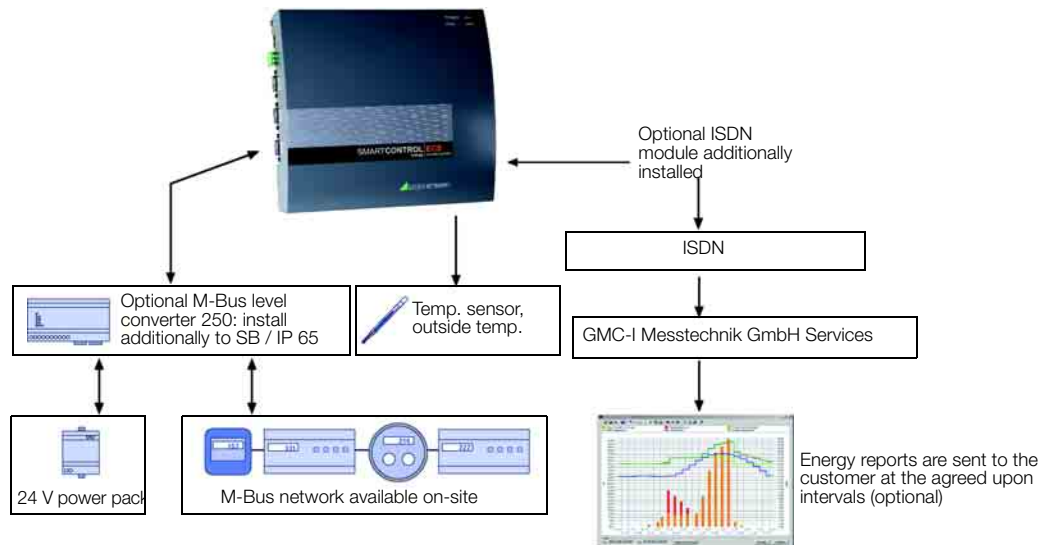 SMARTCONTROL ECS
Optional ISDN
module additionally
installed
ISDN
Optional M-Bus level
converter 250: install
additionally to SB / IP 65
Temp. sensor,
outside temp.
GMC-I Messtechnik GmbH Services
24 V power pack
M-Bus network available on-site
Energy reports are sent to the
customer at the agreed upon
intervals (optional)